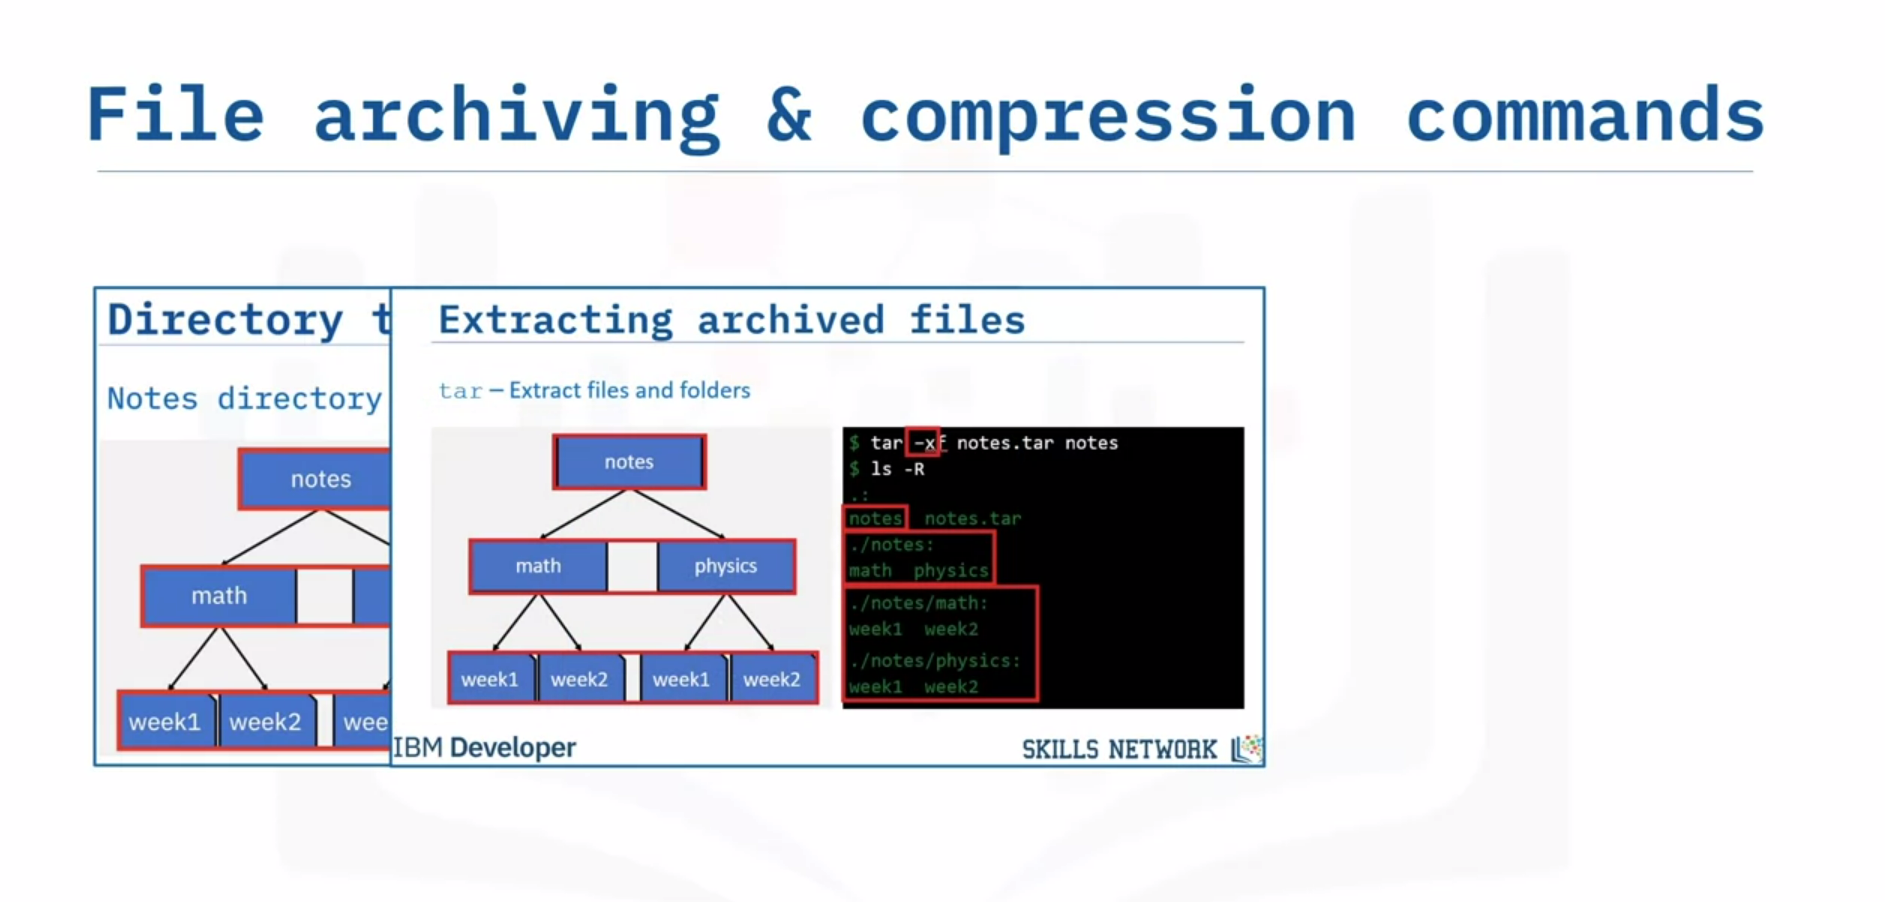 File archiving & compression commands
Directory t
Notes directory
notes
math
week1 week2 wee
Extracting archived files
tar – Extract files and folders
notes
math physics
week1 week2 week1 week2
$ tar -xf notes.tar notes
$ ls -R
.:
notes notes.tar
./notes:
math physics
./notes/math:
week1 week2
./notes/physics:
week1 week2
IBM Developer
SKILLS NETWORK